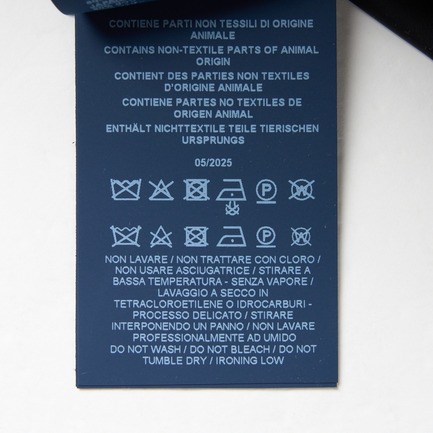 CONTIENE PARTI NON TESSILI DI ORIGINE
ANIMALE
CONTAINS NON-TEXTILE PARTS OF ANIMAL
ORIGIN
CONTIENT DES PARTIES NON TEXTILES
D'ORIGINE ANIMALE
CONTIENE PARTES NO TEXTILES DE
ORIGEN ANIMAL
ENTHÄLT NICHTTEXTILE TEILE TIERISCHEN
URSPRUNGS
05/2025
P W
P W
NON LAVARE / NON TRATTARE CON CLORO /
NON USARE ASCIUGATRICE / STIRARE A
BASSA TEMPERATURA - SENZA VAPORE /
LAVAGGIO A SECCO IN
TETRACLOROETILENE O IDROCARBURI -
PROCESSO DELICATO / STIRARE
INTERPONENDO UN PANNO / NON LAVARE
PROFESSIONALMENTE AD UMIDO
DO NOT WASH / DO NOT BLEACH / DO NOT
TUMBLE DRY / IRONING LOW